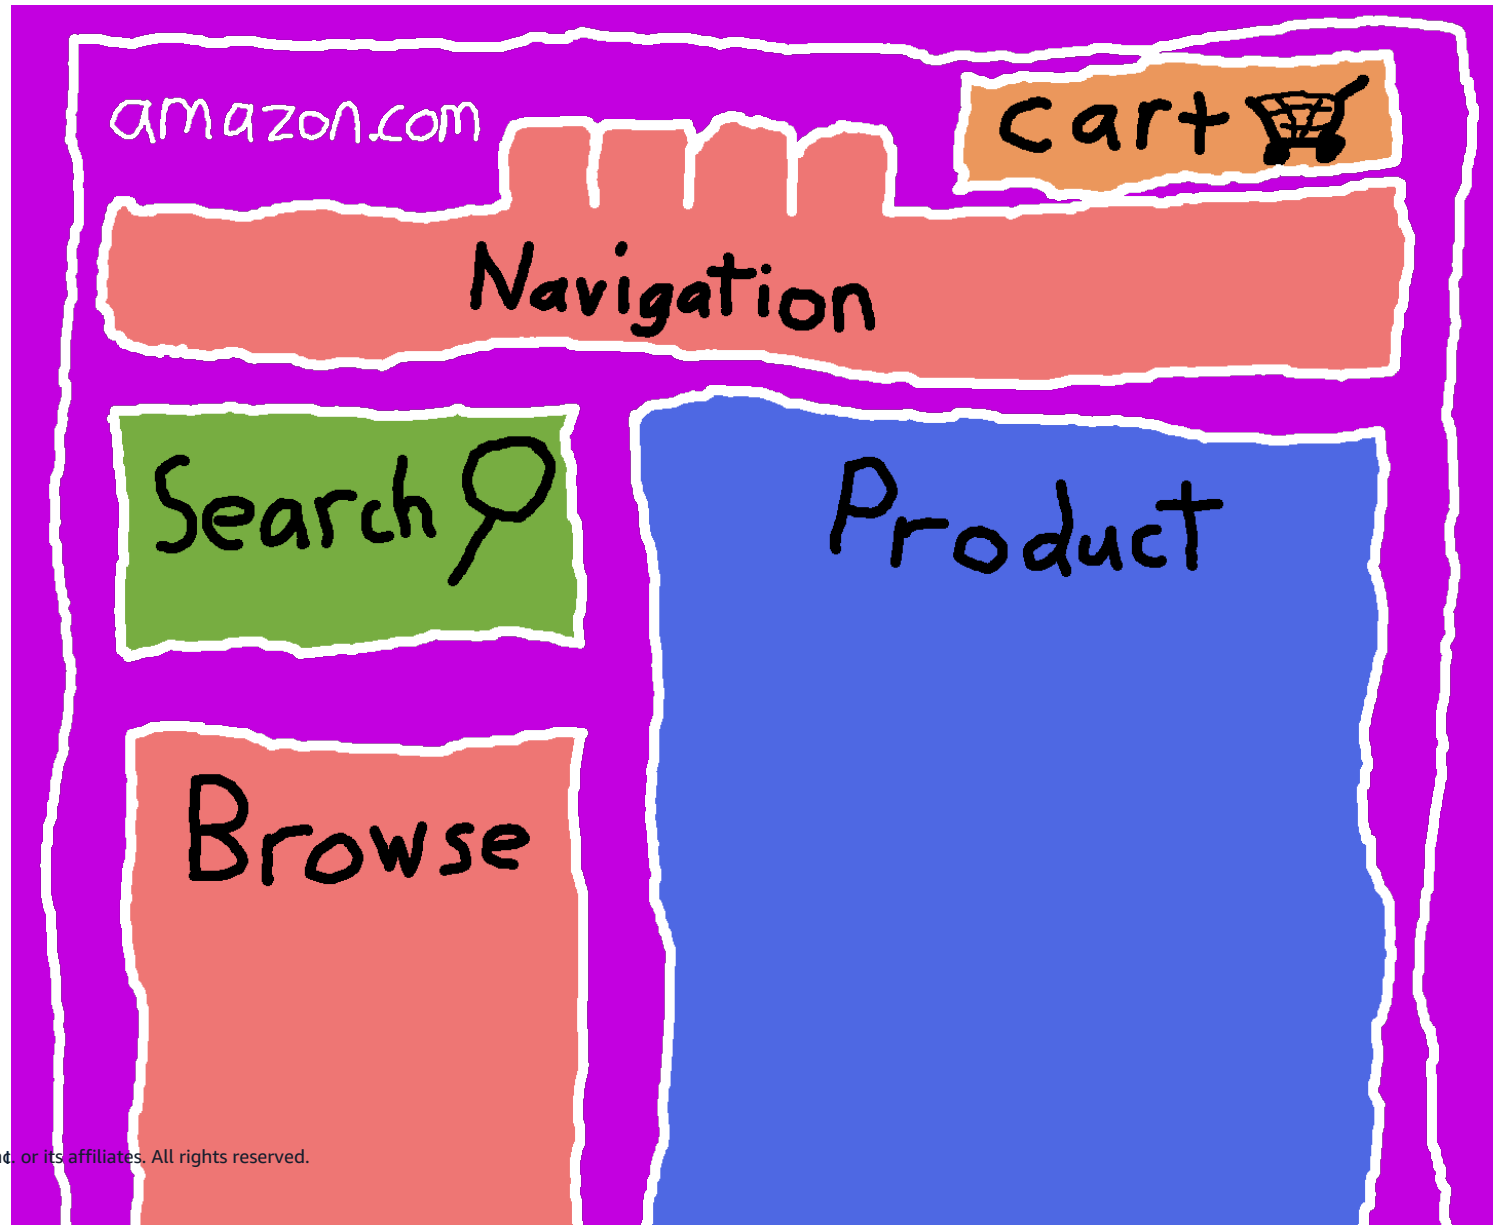 amazon.com
cart
Navigation
Search
Product
Browse
or its affiliates. All rights reserved.